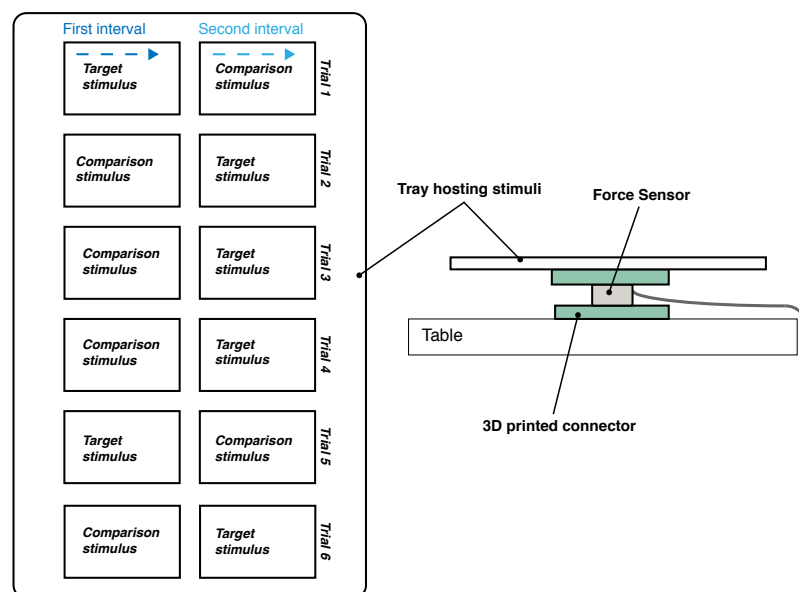 First interval
Second interval
Target
stimulus
Comparison
stimulus
Trial 1
Comparison
stimulus
Target
stimulus
Trial 2
Comparison
stimulus
Target
stimulus
Trial 3
Comparison
stimulus
Target
stimulus
Trial 4
Target
stimulus
Comparison
stimulus
Trial 5
Comparison
stimulus
Target
stimulus
Trial 6
Tray hosting stimuli
Force Sensor
Table
3D printed connector